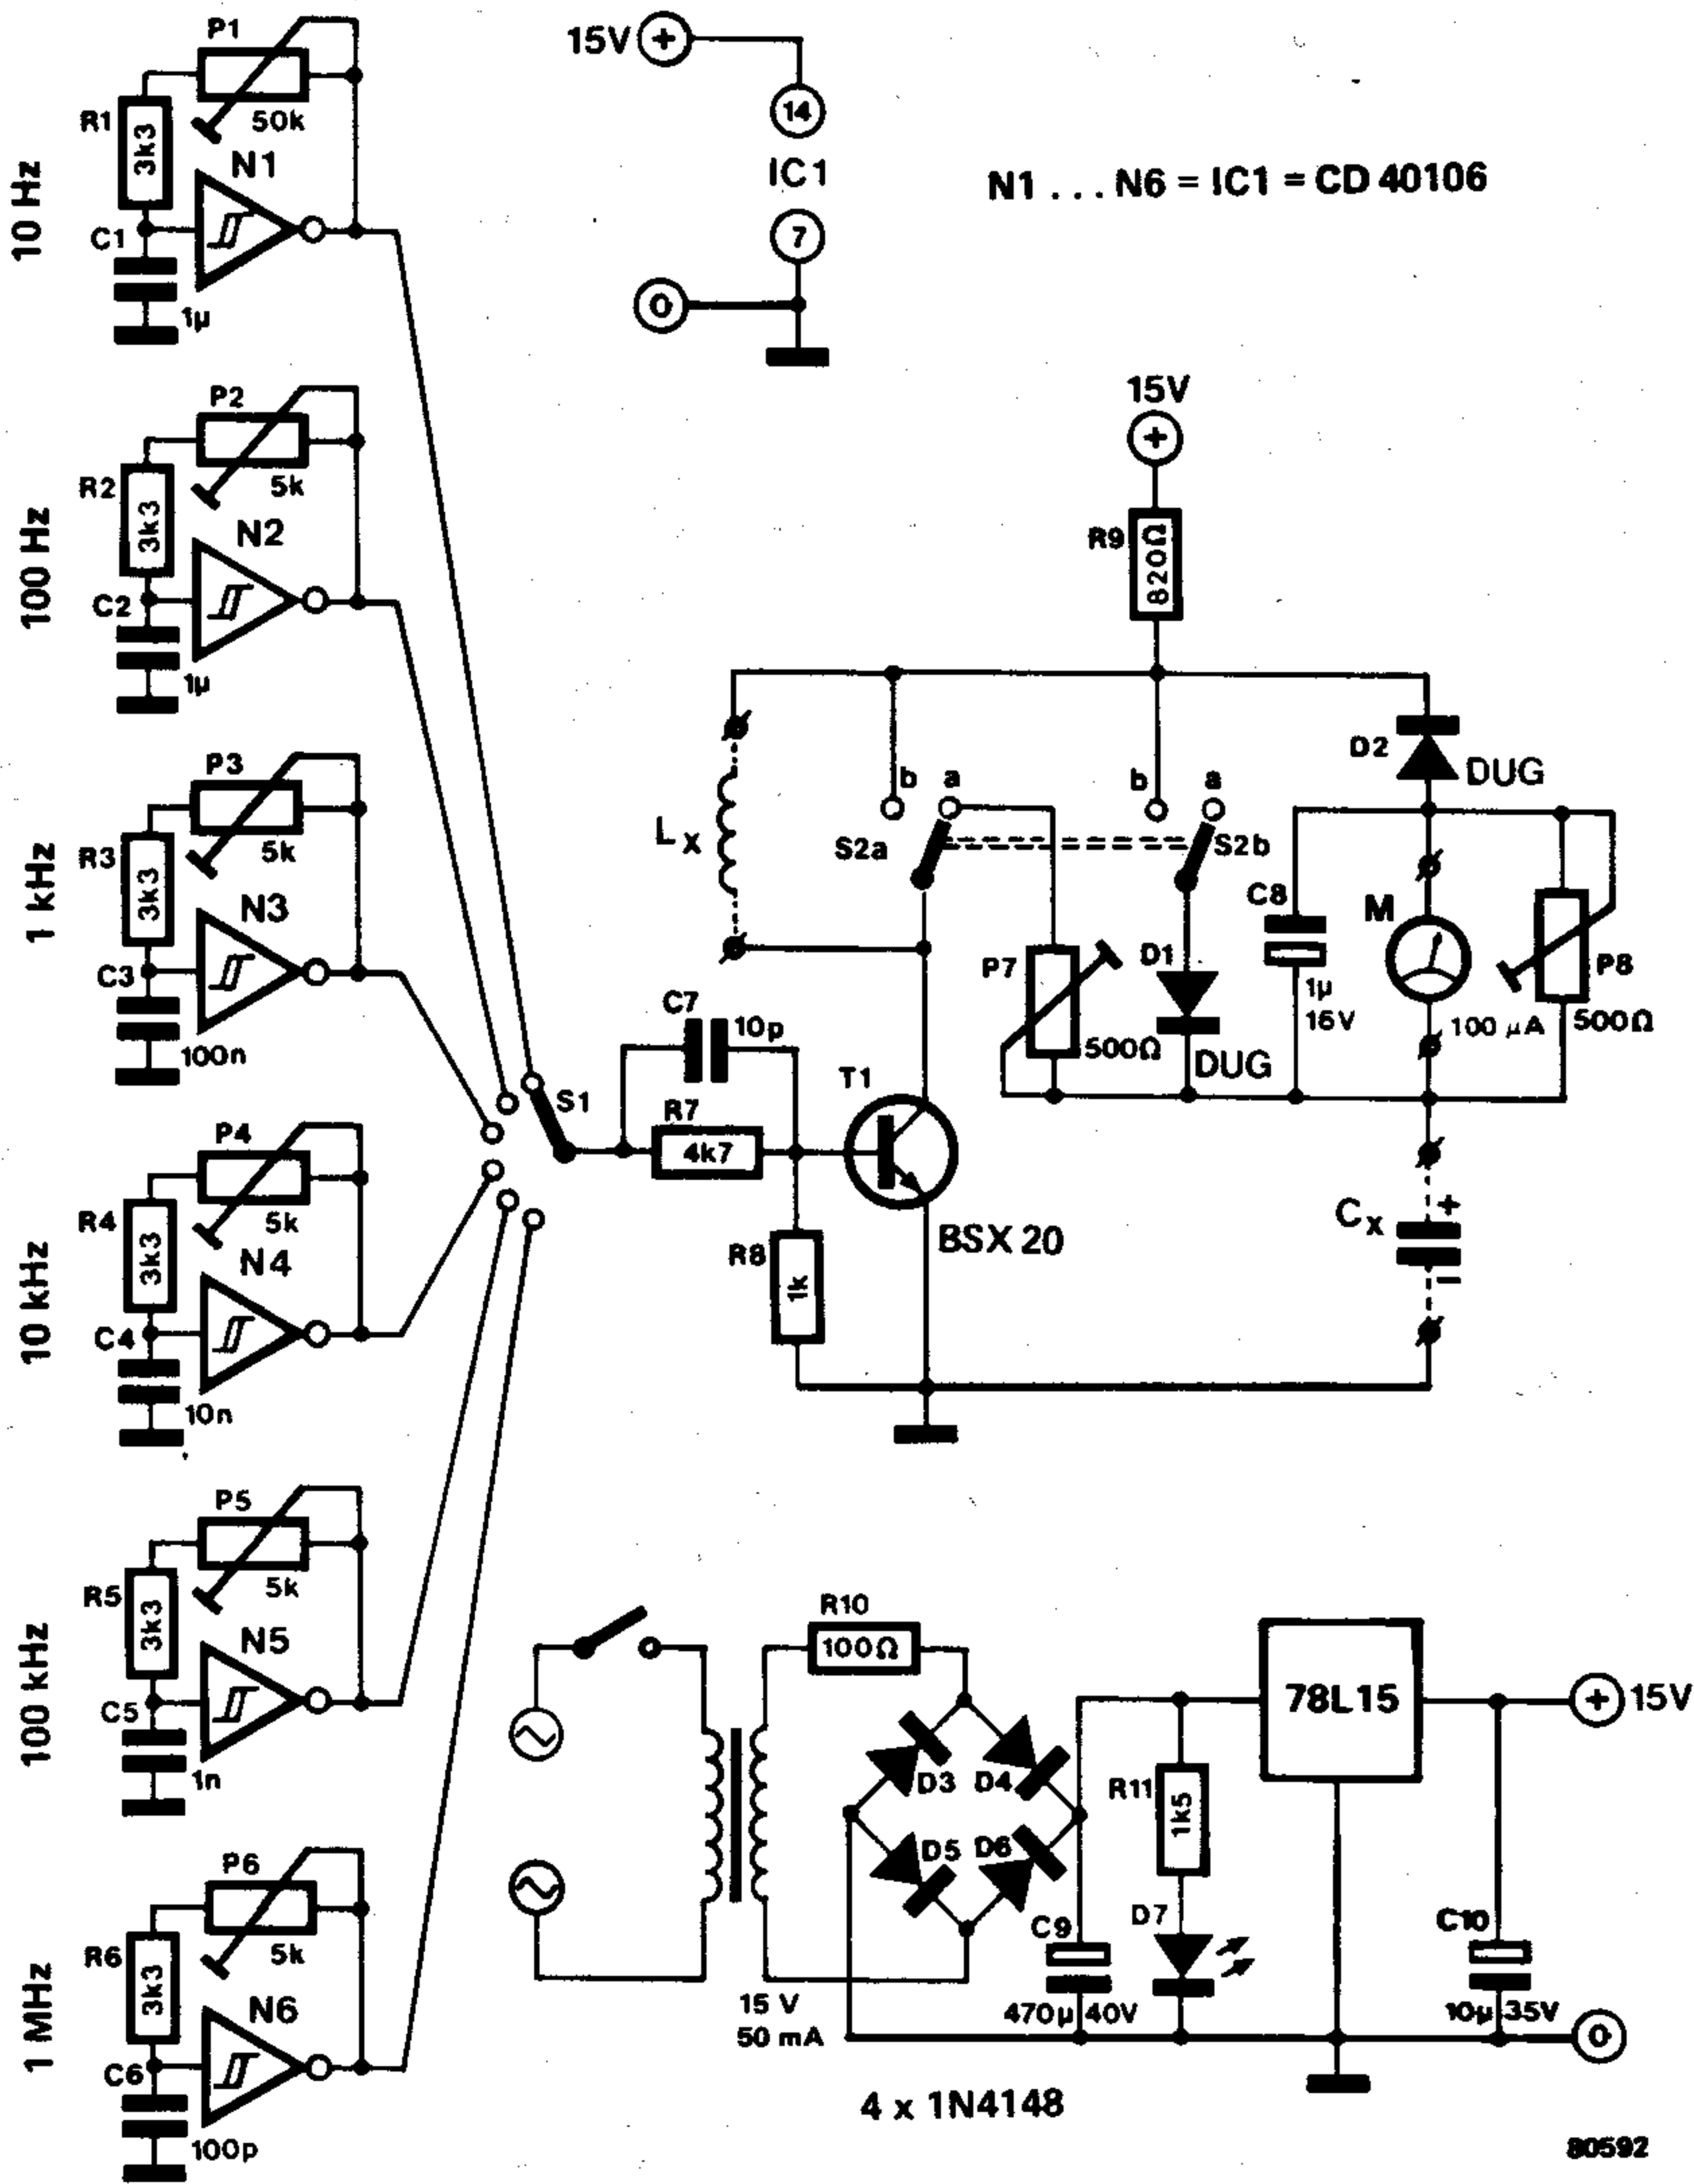 P1
50k
R1
3k3
N1
C1
1µ
10 Hz
15V
+
14
IC1
7
0
N1 ... N6 = IC1 = CD 40106
P2
5k
R2
3k3
N2
C2
1µ
100 Hz
P3
5k
R3
3k3
N3
C3
100n
1 kHz
P4
5k
R4
3k3
N4
C4
10n
10 kHz
P5
5k
R5
3k3
N5
C5
1n
100 kHz
P6
5k
R6
3k3
N6
C6
100p
1 MHz
S1
C7
10p
R7
4k7
R8
1k
T1
BSX 20
15V
+
R9
820Ω
Lx
b
a
S2a
b
a
S2b
P7
500Ω
D1
DUG
D2
DUG
C8
1µ
16V
M
100 µA
P8
500Ω
Cx
+
–
R10
100Ω
15 V
50 mA
D3
D4
D5
D6
4 x 1N4148
C9
470µ 40V
R11
1k5
D7
78L15
C10
10µ 35V
+
15V
0
80592